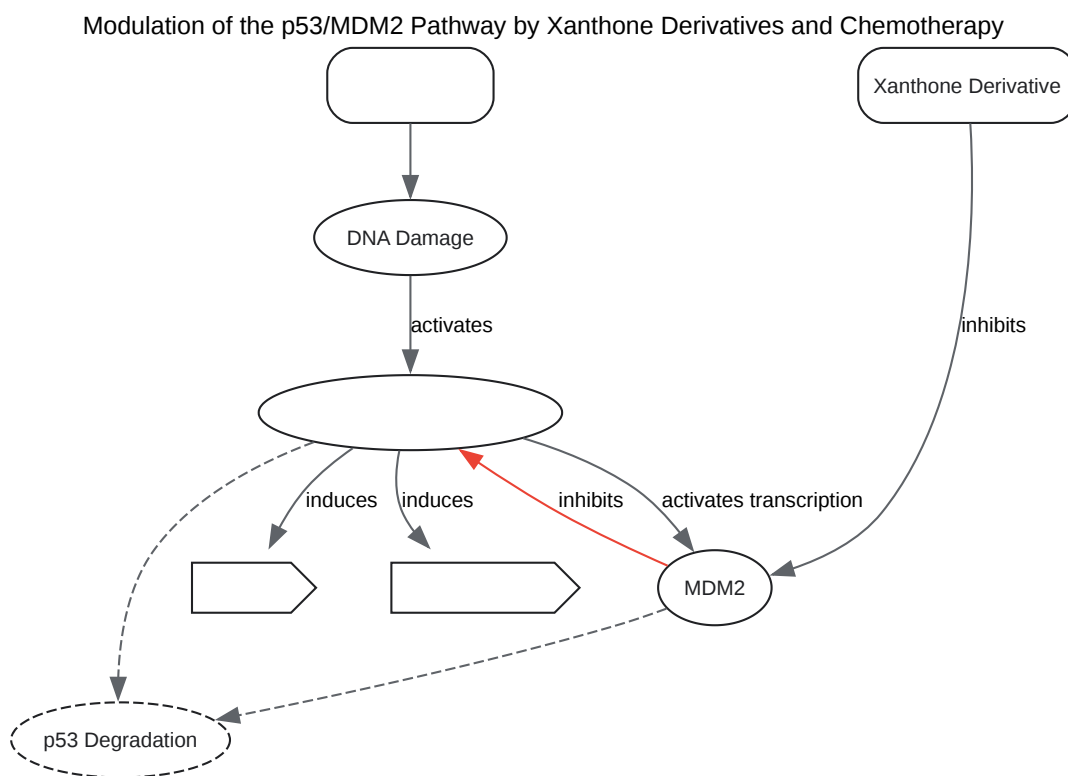 Modulation of the p53/MDM2 Pathway by Xanthone Derivatives and Chemotherapy
Xanthone Derivative
DNA Damage
activates
inhibits
induces
induces
inhibits
activates transcription
MDM2
p53 Degradation